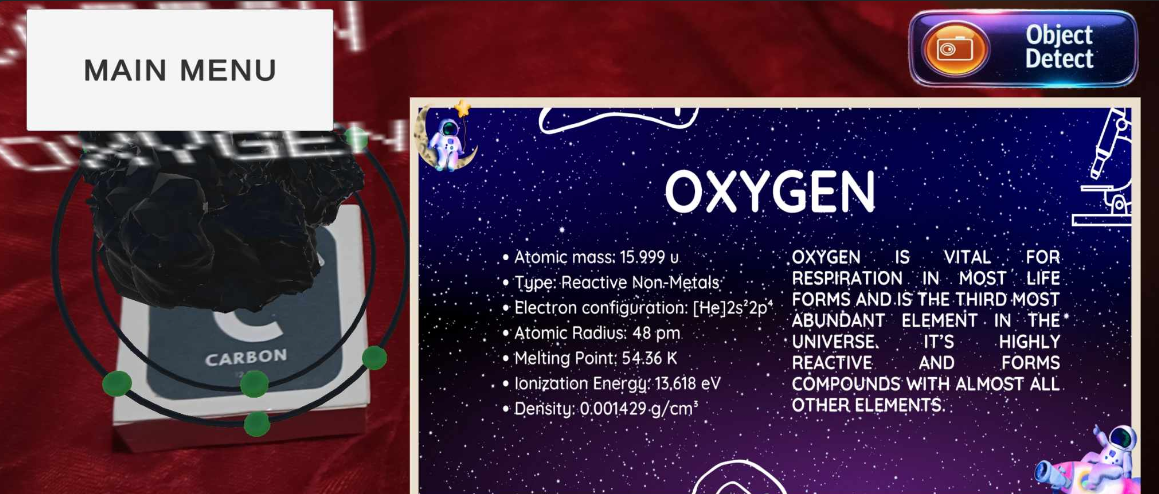 MAIN MENU
Object
Detect
OXYGEN
C
CARBON
OXYGEN
• Atomic mass: 15.999 u
• Type: Reactive Non-Metals
• Electron configuration: [He]2s²2p⁴
• Atomic Radius: 48 pm
• Melting Point: 54.36 K
• Ionization Energy: 13,618 eV
• Density: 0.001429 g/cm³
OXYGEN IS VITAL FOR
RESPIRATION IN MOST LIFE
FORMS AND IS THE THIRD MOST
ABUNDANT ELEMENT IN THE
UNIVERSE. IT'S HIGHLY
REACTIVE AND FORMS
COMPOUNDS WITH ALMOST ALL
OTHER ELEMENTS.